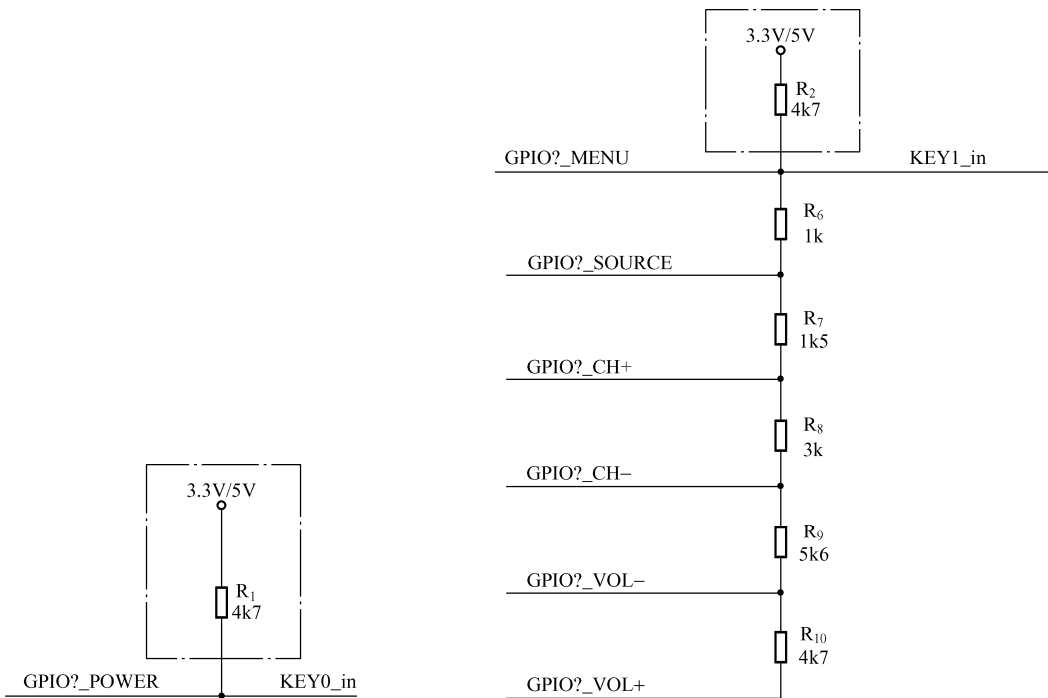 3.3V/5V
R₂
4k7
GPIO?_MENU
KEY1_in
R₆
1k
GPIO?_SOURCE
R₇
1k5
GPIO?_CH+
R₈
3k
GPIO?_CH−
R₉
5k6
GPIO?_VOL−
R₁₀
4k7
GPIO?_VOL+
3.3V/5V
R₁
4k7
GPIO?_POWER
KEY0_in